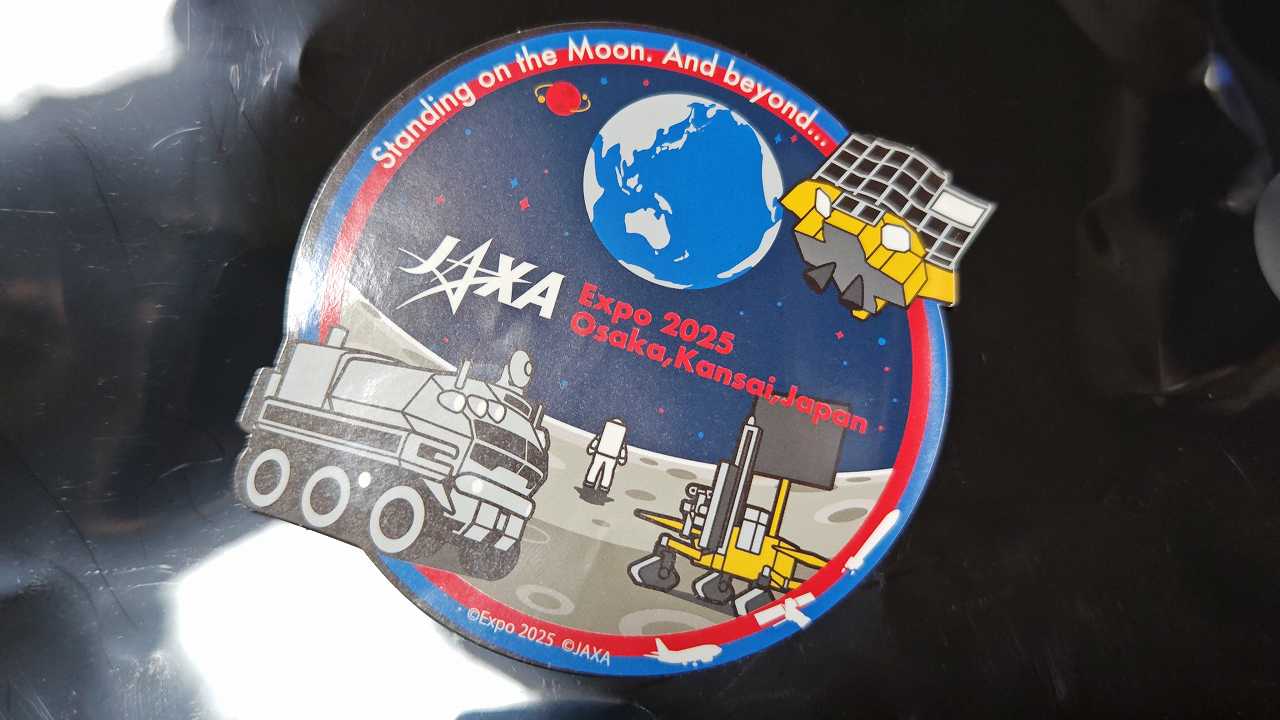 Standing on the Moon. And beyond...
JAXA
Expo 2025
Osaka,Kansai,Japan
©Expo 2025 ©JAXA